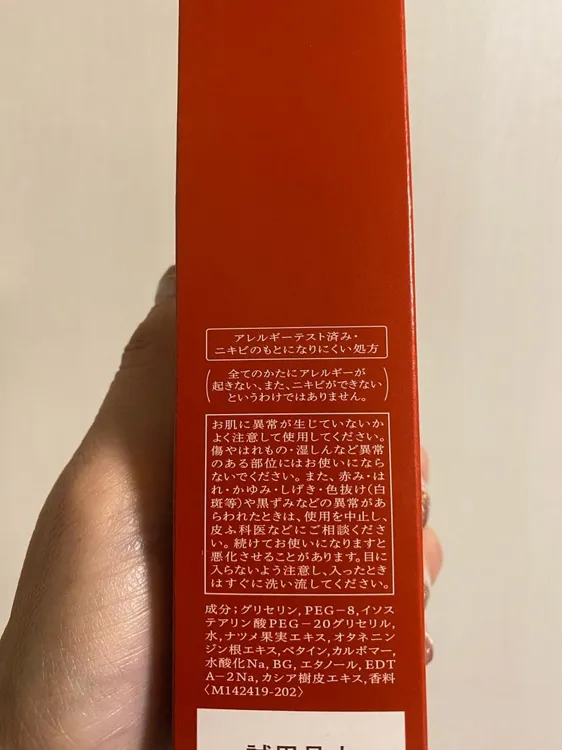 アレルギーテスト済み・
ニキビのもとになりにくい処方
(全てのかたにアレルギーが
起きない、また、ニキビができない
というわけではありません。)
お肌に異常が生じていないか
よく注意して使用してください。
傷やはれもの・湿しんなど異常
のある部位にはお使いになら
ないでください。また、赤み・は
れ・かゆみ・しげき・色抜け(白
斑等)や黒ずみなどの異常があ
らわれたときは、使用を中止し、
皮ふ科医などにご相談くださ
い。続けてお使いになりますと
悪化させることがあります。目に
入らないよう注意し、入ったとき
はすぐに洗い流してください。
成分;グリセリン, PEG-8, イソス
テアリン酸PEG-20グリセリル,
水, ナツメ果実エキス, オタネニン
ジン根エキス, ベタイン, カルボマー,
水酸化Na, BG, エタノール, EDT
A-2Na, カシア樹皮エキス, 香料
〈M142419-202〉